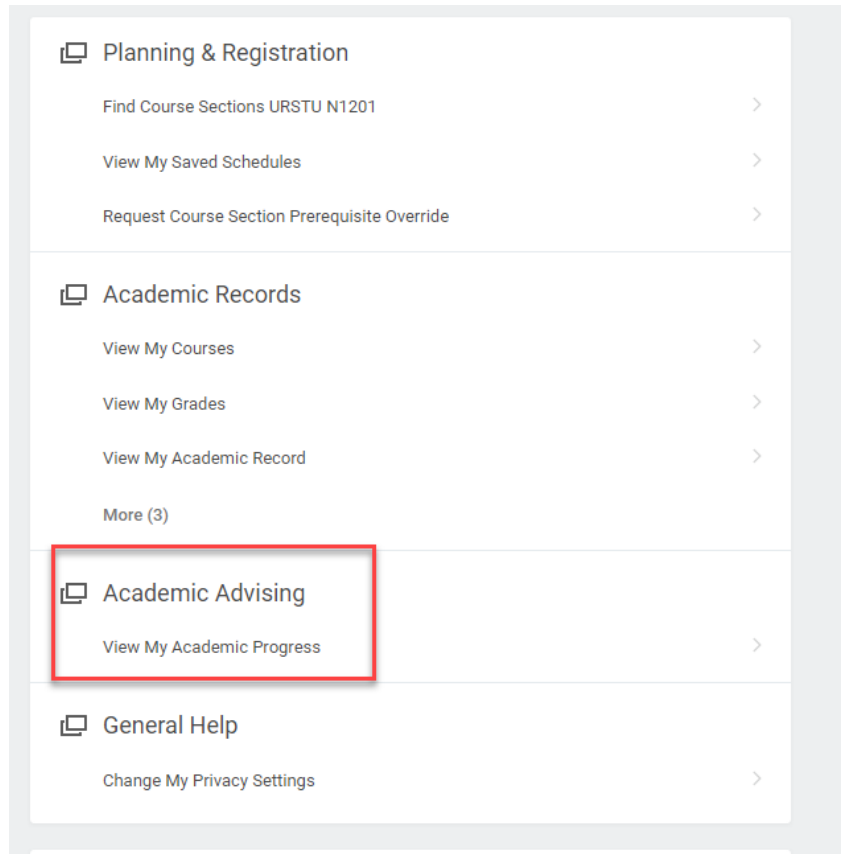 Planning & Registration
Find Course Sections URSTU N1201
View My Saved Schedules
Request Course Section Prerequisite Override
Academic Records
View My Courses
View My Grades
View My Academic Record
More (3)
Academic Advising
View My Academic Progress
General Help
Change My Privacy Settings